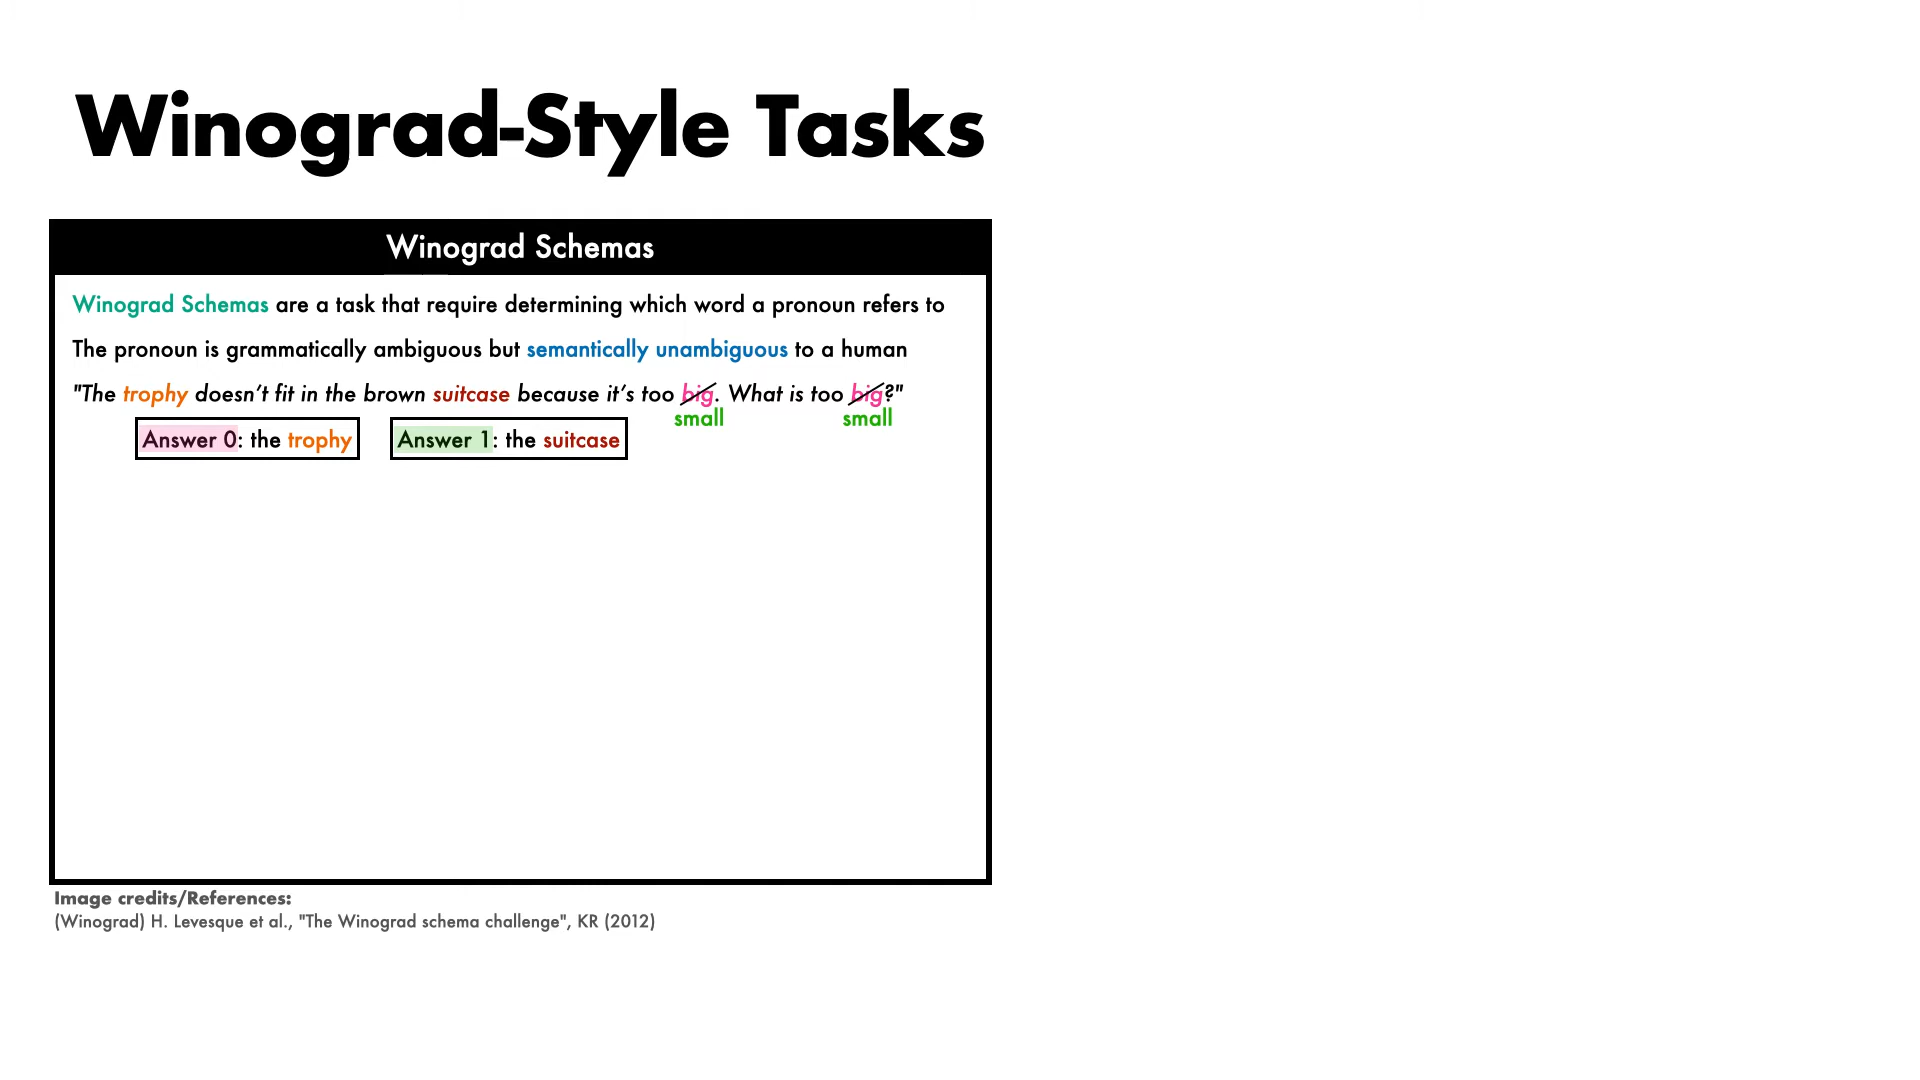 Winograd-Style Tasks
Winograd Schemas
Winograd Schemas are a task that require determining which word a pronoun refers to
The pronoun is grammatically ambiguous but semantically unambiguous to a human
"The trophy doesn't fit in the brown suitcase because it's too big. What is too big?"
small small
Answer 0: the trophy Answer 1: the suitcase
Image credits/References:
(Winograd) H. Levesque et al., "The Winograd schema challenge", KR (2012)